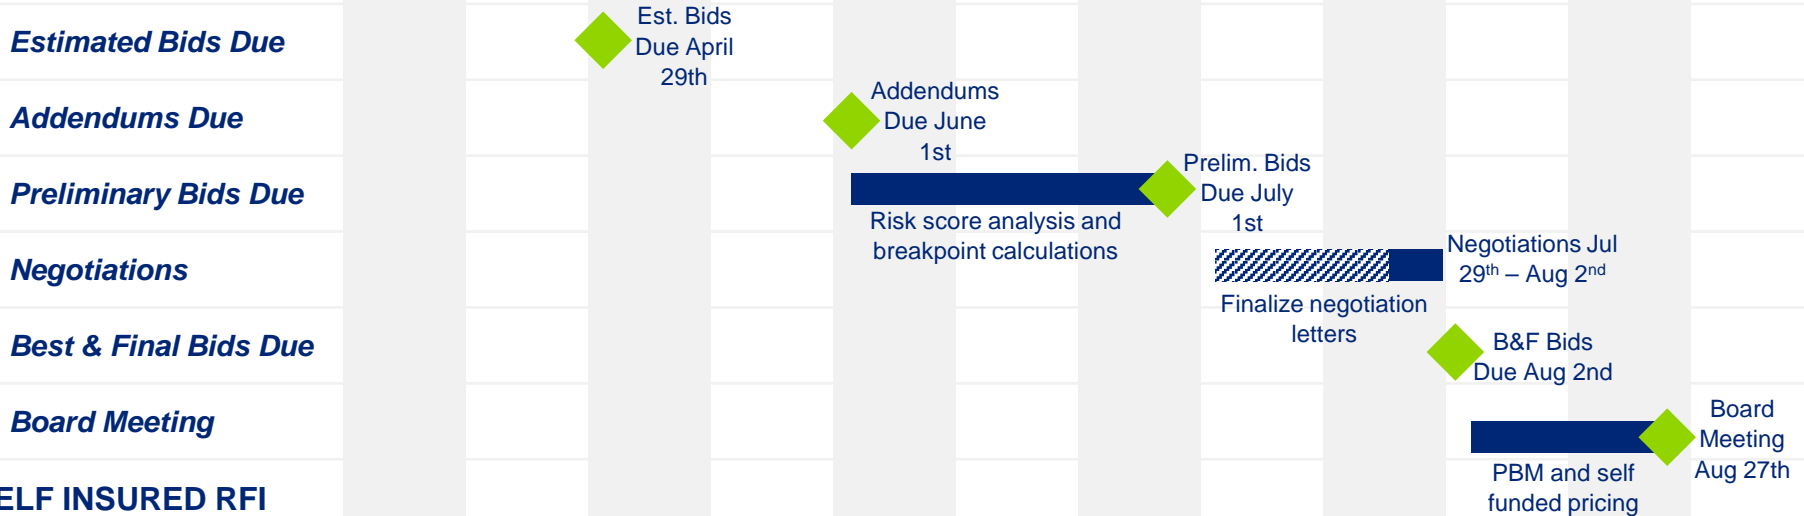 Estimated Bids Due
Est. Bids
Due April
29th
Addendums Due
Addendums
Due June
1st
Preliminary Bids Due
Prelim. Bids
Due July
1st
Risk score analysis and
breakpoint calculations
Negotiations
Negotiations Jul
29th – Aug 2nd
Finalize negotiation
letters
Best & Final Bids Due
B&F Bids
Due Aug 2nd
Board Meeting
Board
Meeting
Aug 27th
PBM and self
funded pricing
ELF INSURED RFI